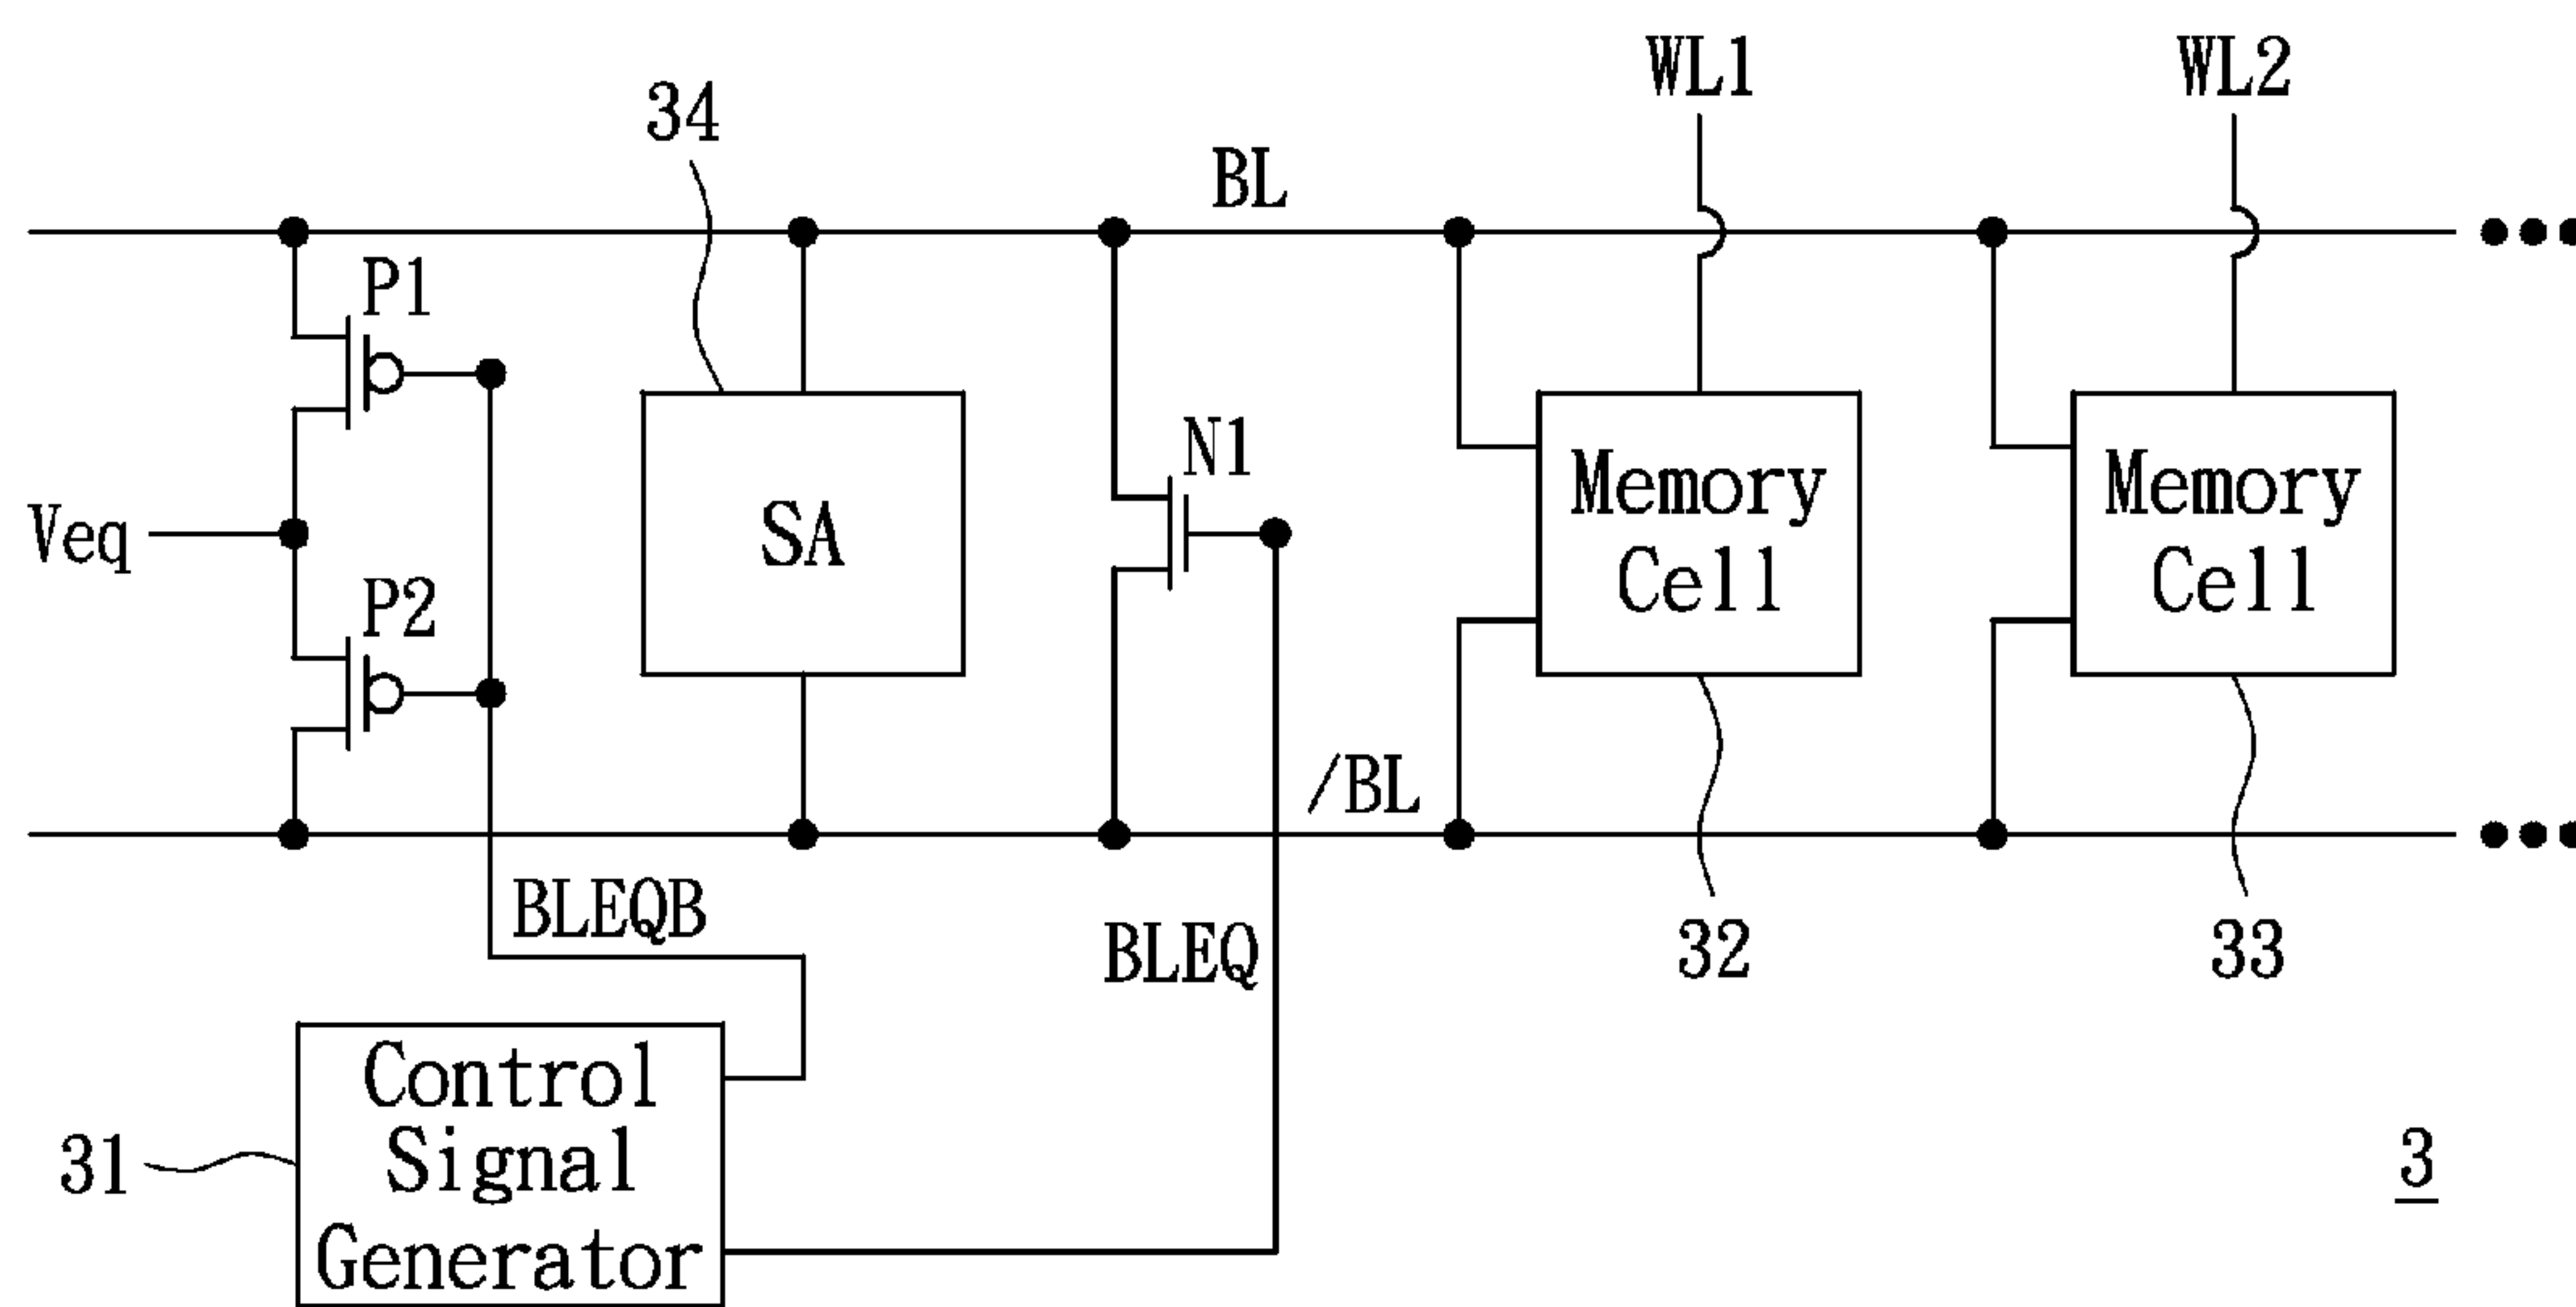 WL1
WL2
34
BL
P1
N1
Memory
Cell
Memory
Cell
Veq
SA
P2
/BL
BLEQB
BLEQ
32
33
Control
Signal
Generator
31
3